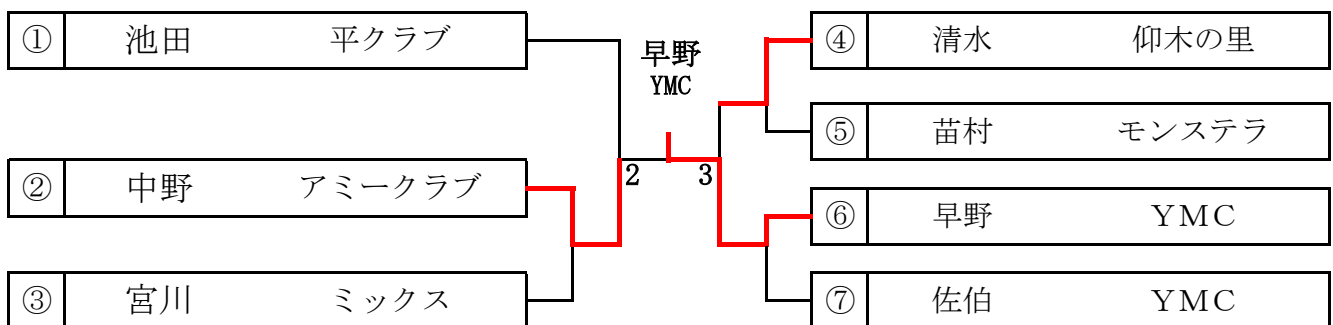 ① 池田 平クラブ
② 中野 アミークラブ
③ 宮川 ミックス
早野
YMC
2 3
④ 清水 仰木の里
⑤ 苗村 モンステラ
⑥ 早野 ＹＭＣ
⑦ 佐伯 ＹＭＣ